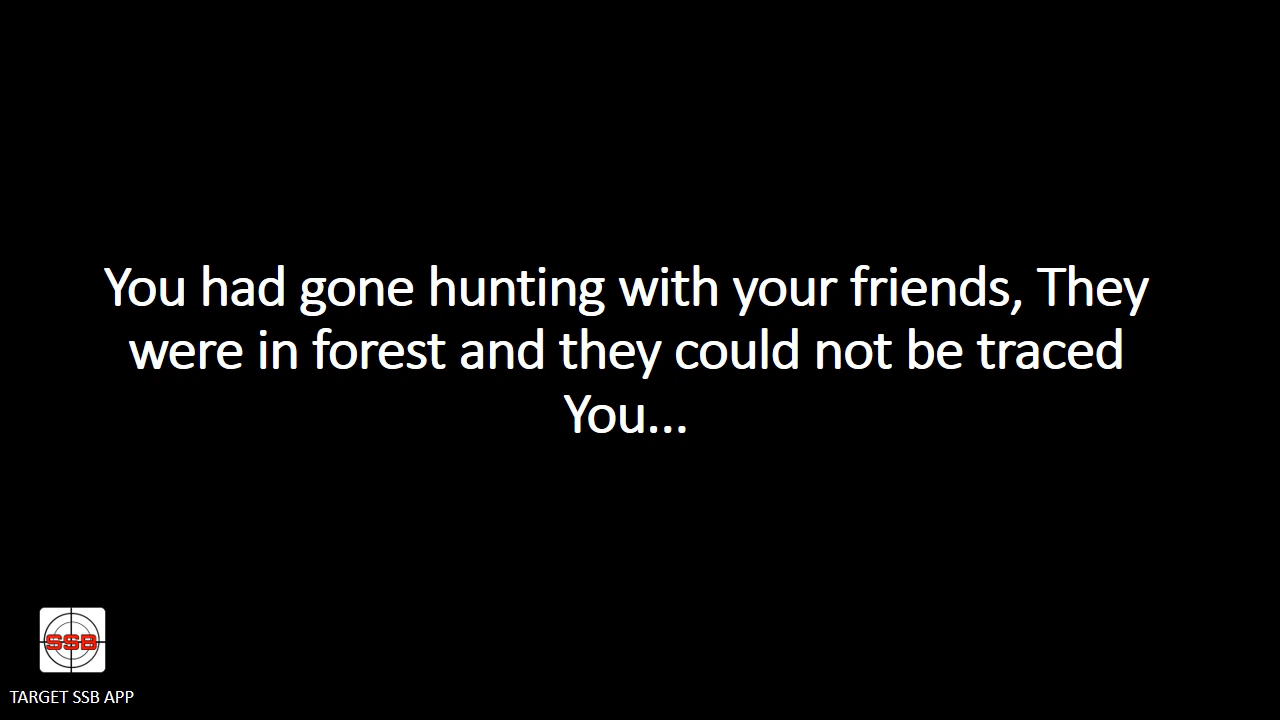 You had gone hunting with your friends, They
were in forest and they could not be traced
You...
SSB
TARGET SSB APP